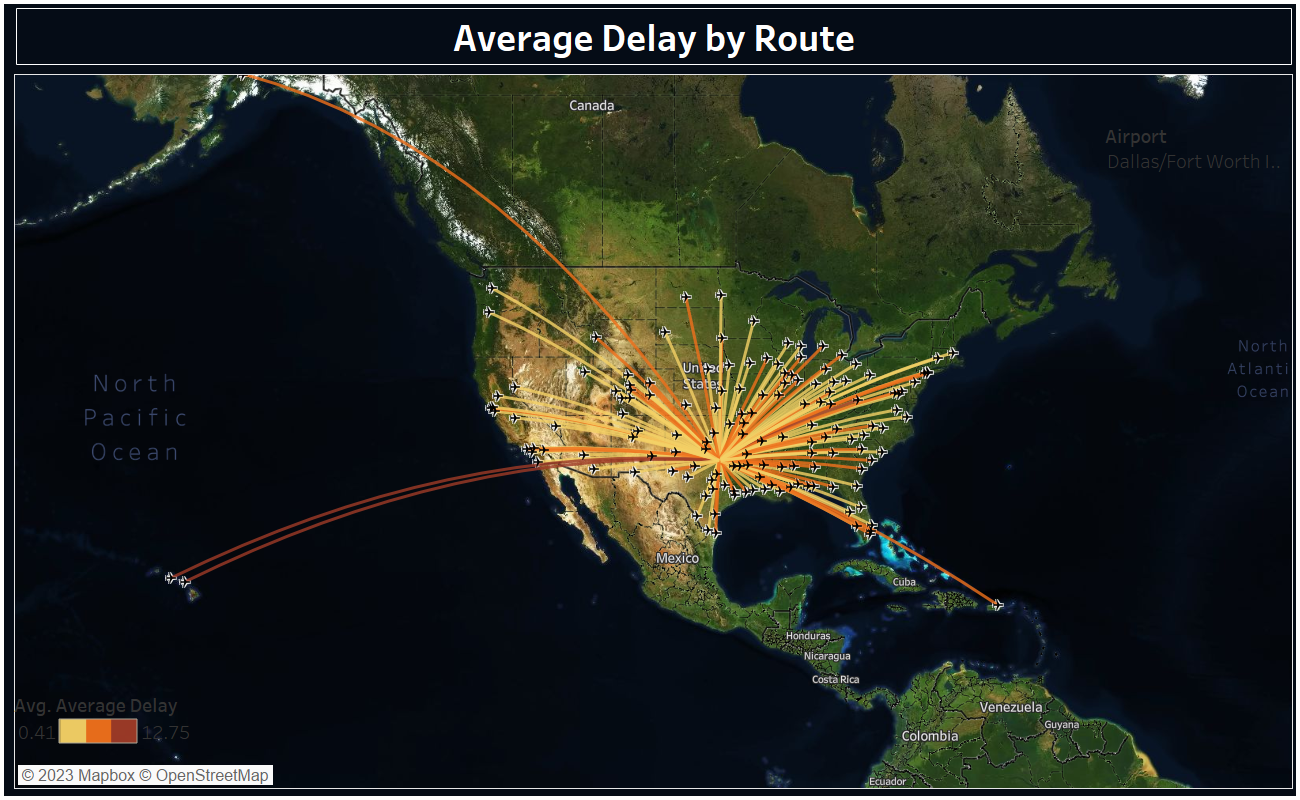 Average Delay by Route
Canada
Airport
Dallas/Fort Worth I..
United
States
North
Atlanti
Ocean
North
Pacific
Ocean
Mexico
Cuba
Honduras
Nicaragua
Costa Rica
Venezuela
Guyana
Colombia
Ecuador
Avg. Average Delay
0.41 12.75
© 2023 Mapbox © OpenStreetMap